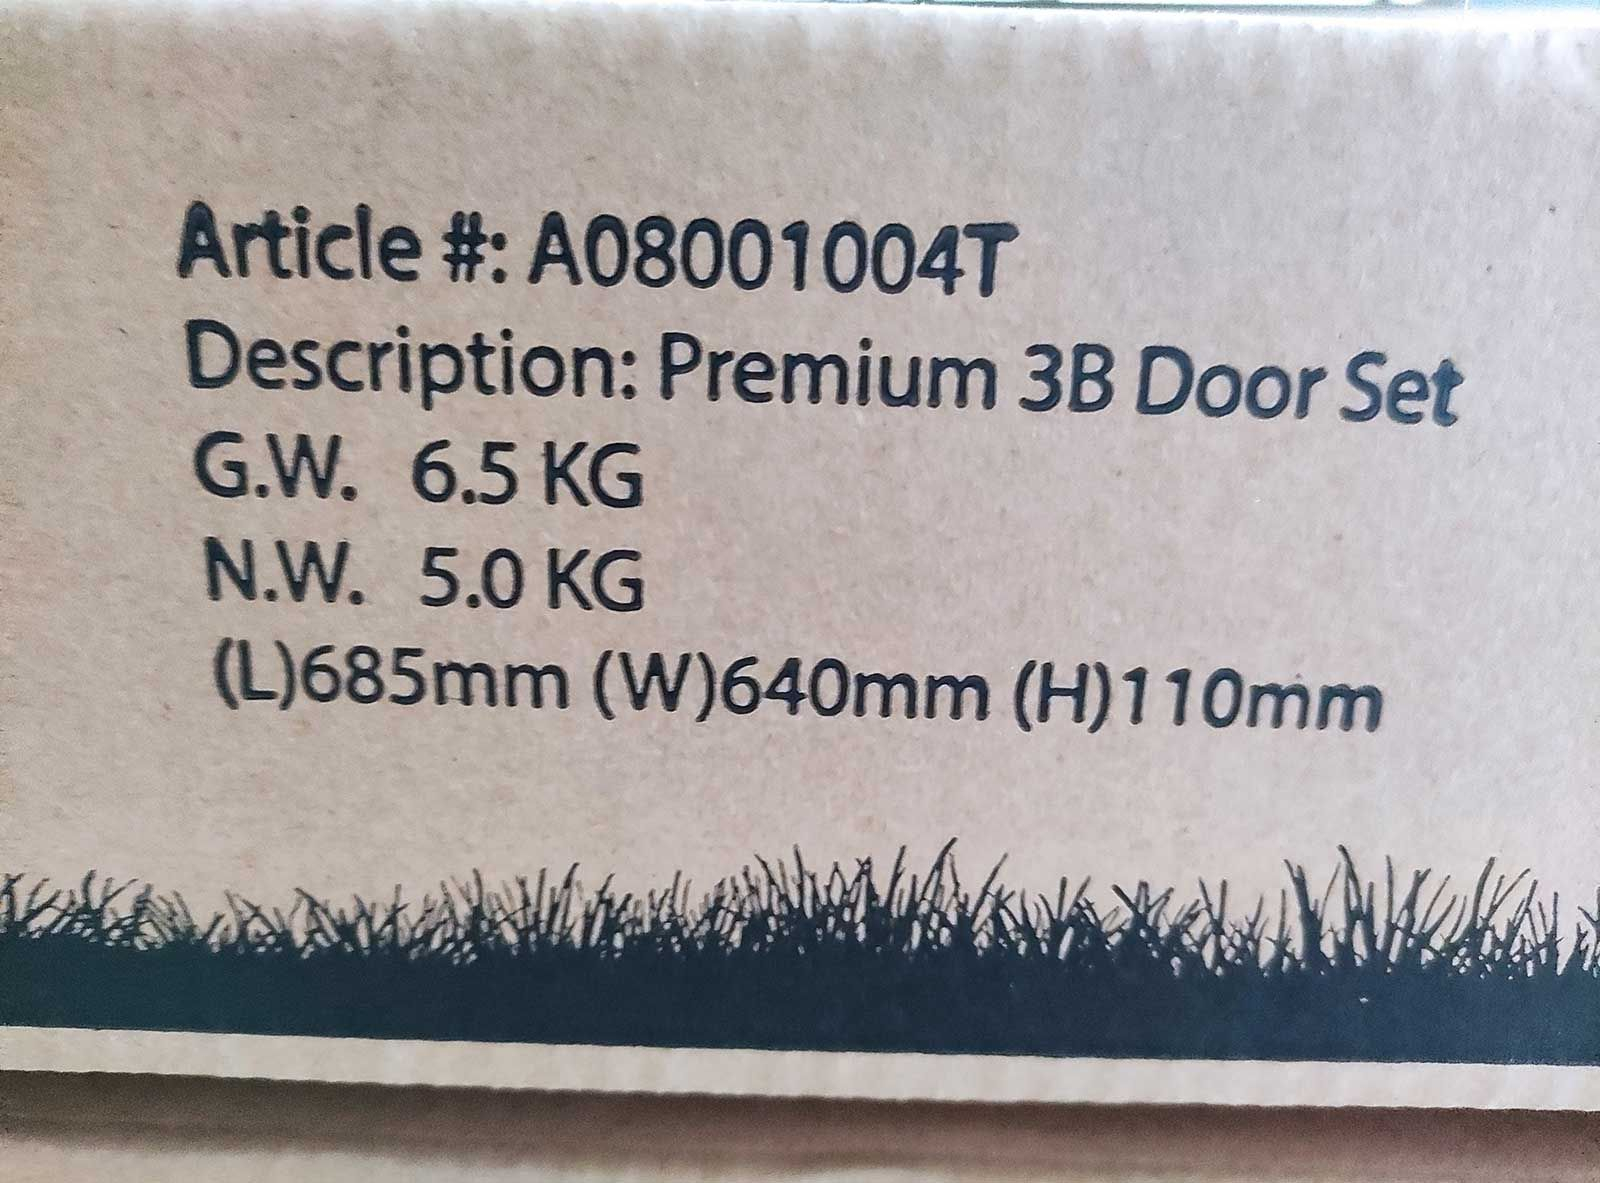 Article #: A08001004T
Description: Premium 3B Door Set
G.W. 6.5 KG
N.W. 5.0 KG
(L)685mm (W)640mm (H)110mm